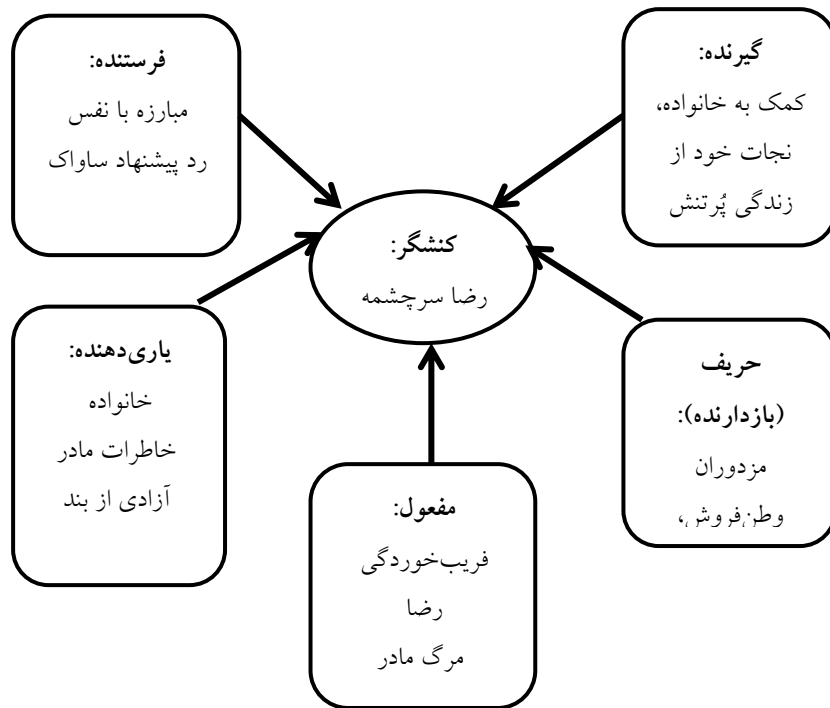 گیرنده:
کمک به خانواده،
نجات خود از
زندگی پُرتنش
فرستنده:
مبارزه با نفس
رد پیشنهاد ساواک
کنشگر:
رضا سرچشمه
حریف
(بازدارنده):
مزدوران
وطن‌فروش،
یاری‌دهنده:
خانواده
خاطرات مادر
آزادی از بند
مفعول:
فریب‌خوردگی
رضا
مرگ مادر